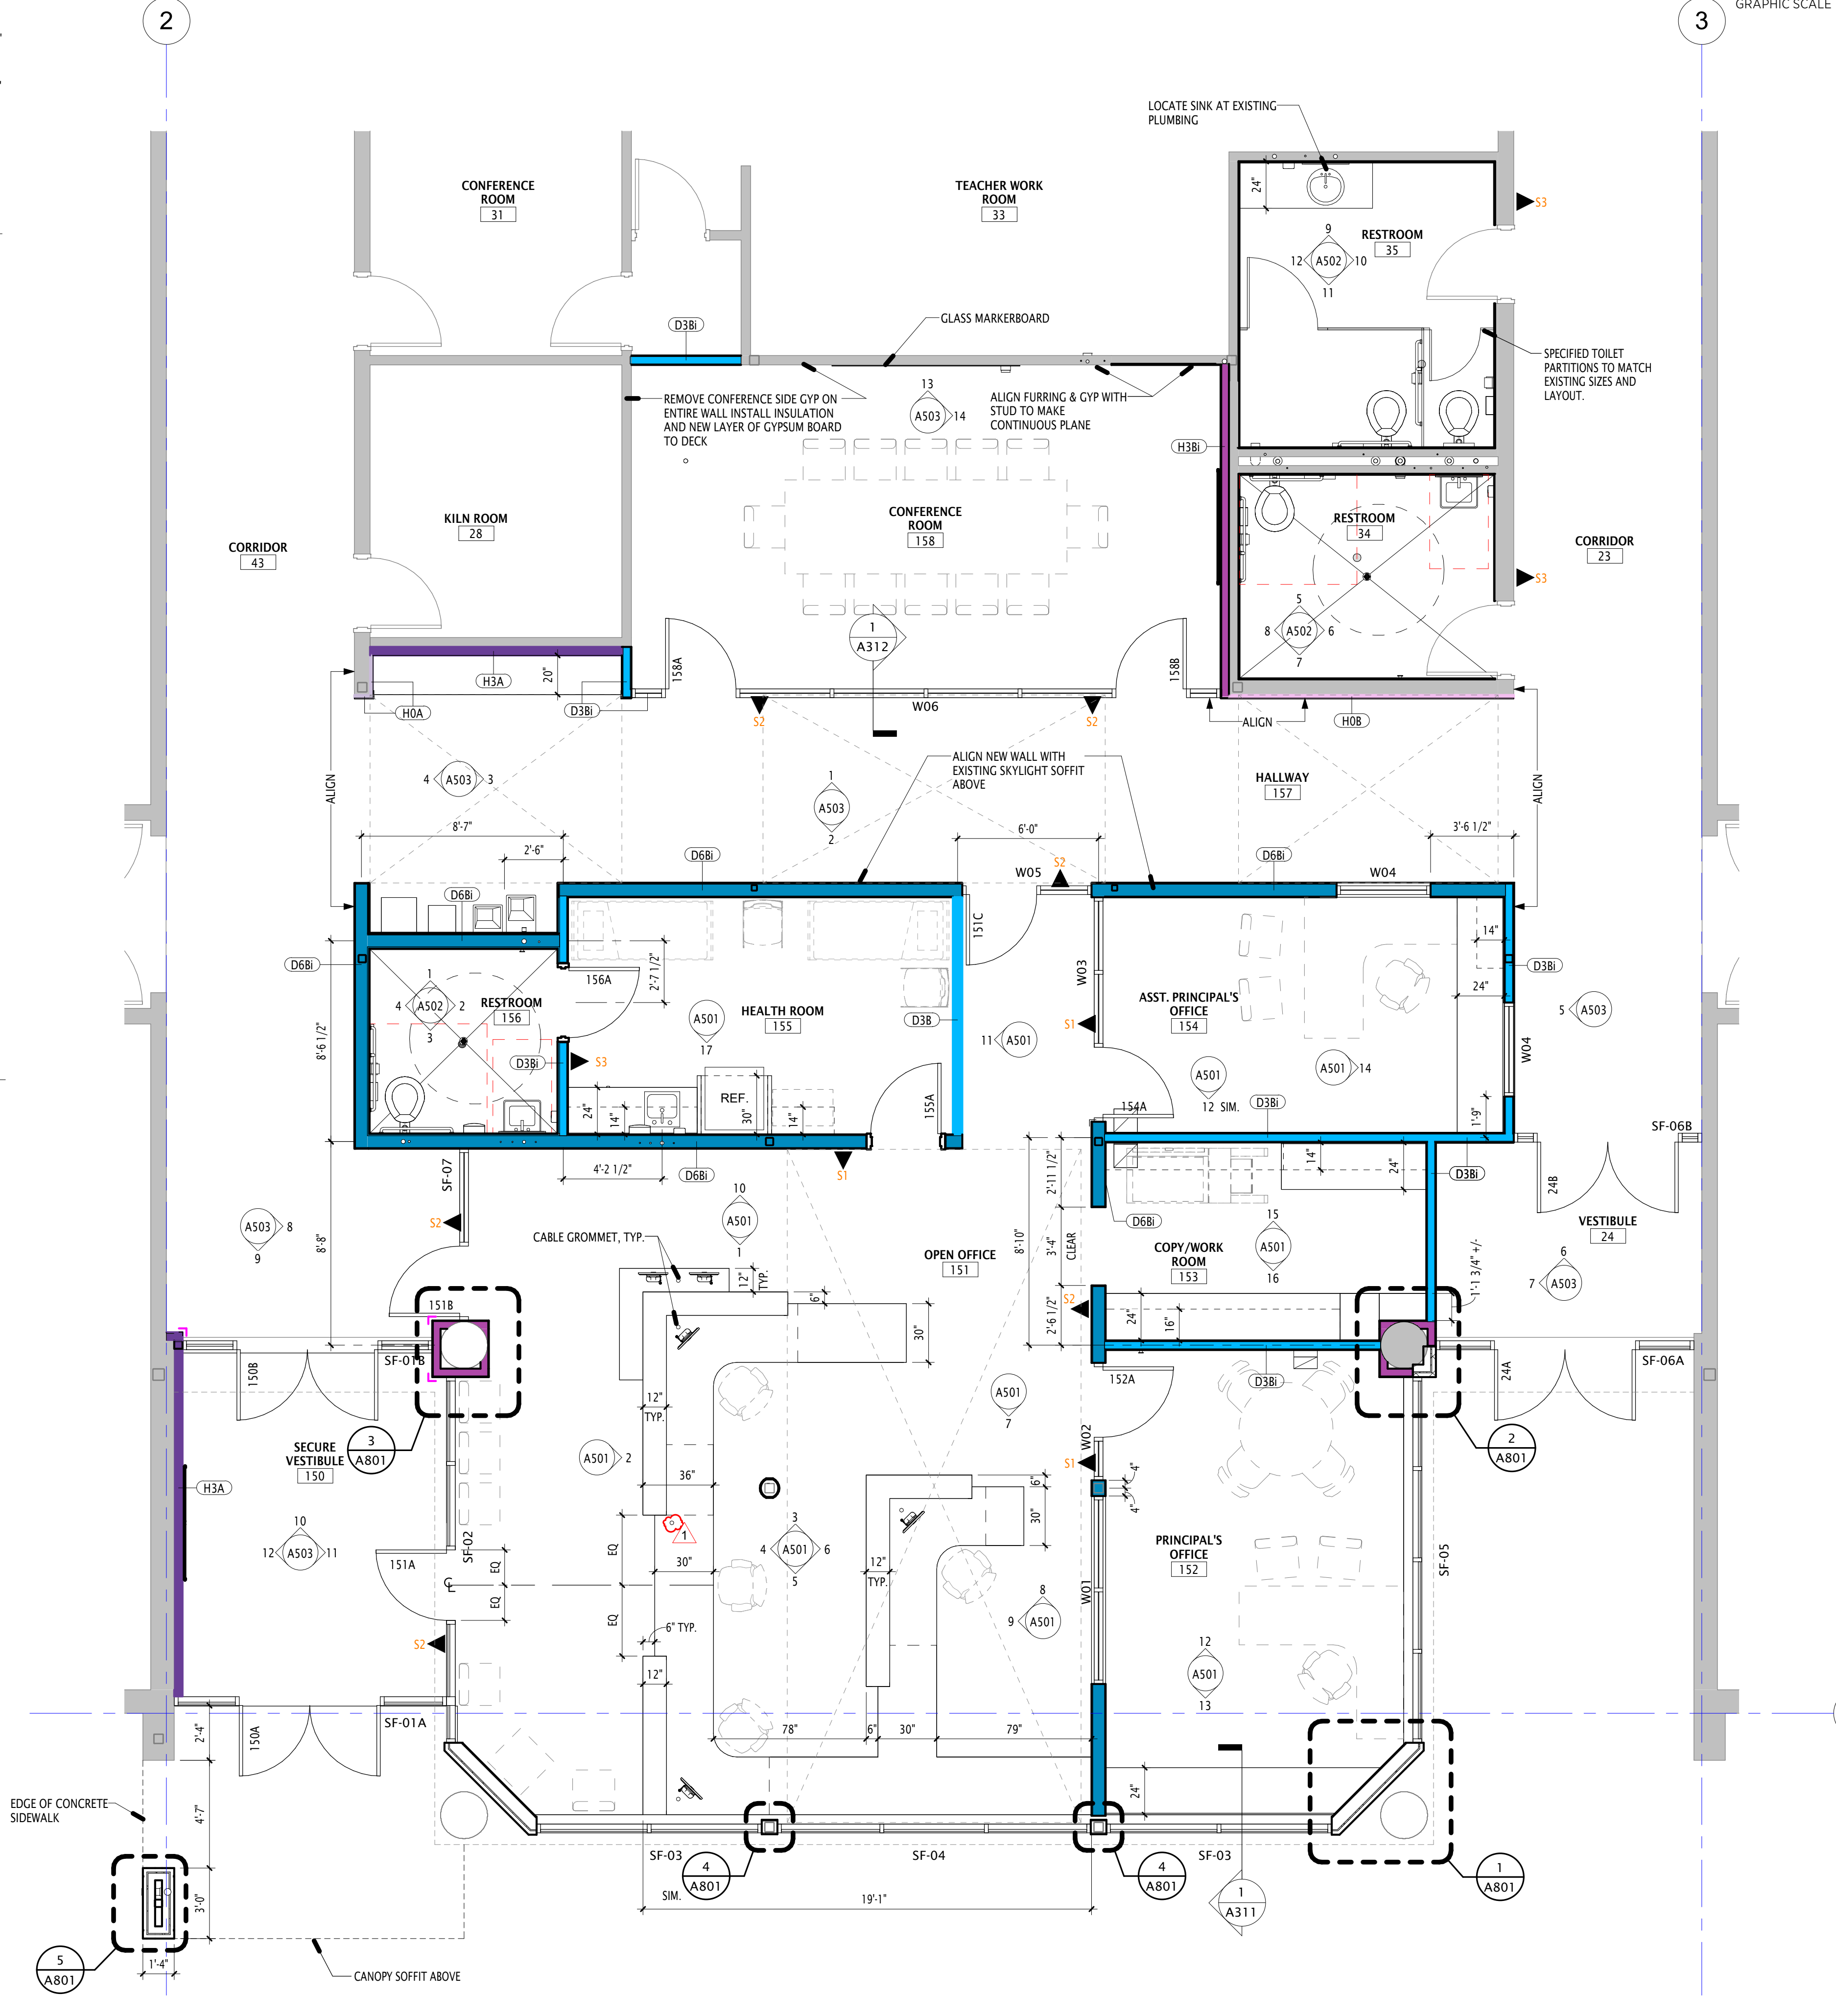 2
3
GRAPHIC SCALE
LOCATE SINK AT EXISTING
PLUMBING
CONFERENCE
ROOM
31
TEACHER WORK
ROOM
33
24"
RESTROOM
35
9
12
A502
10
11
S3
D3Bi
GLASS MARKERBOARD
SPECIFIED TOILET
PARTITIONS TO MATCH
EXISTING SIZES AND
LAYOUT.
REMOVE CONFERENCE SIDE GYP ON
ENTIRE WALL INSTALL INSULATION
AND NEW LAYER OF GYPSUM BOARD
TO DECK
13
A503
14
ALIGN FURRING & GYP WITH
STUD TO MAKE
CONTINUOUS PLANE
H3Bi
KILN ROOM
28
CONFERENCE
ROOM
158
RESTROOM
34
CORRIDOR
43
CORRIDOR
23
S3
5
8
A502
6
7
1
A312
158A
158B
20"
H3A
H0A
D3Bi
W06
S2
S2
ALIGN
H0B
ALIGN
ALIGN
ALIGN NEW WALL WITH
EXISTING SKYLIGHT SOFFIT
ABOVE
4
A503
3
1
A503
2
HALLWAY
157
8'-7"
2'-6"
6'-0"
3'-6 1/2"
D6Bi
D6Bi
D6Bi
W05
S2
W04
151C
D6Bi
156A
2'-7 1/2"
W03
14"
24"
D3Bi
1
4
A502
2
3
RESTROOM
156
HEALTH ROOM
155
A501
17
D3B
ASST. PRINCIPAL'S
OFFICE
154
S1
11
A501
5
A503
8'-6 1/2"
D3Bi
S3
A501
12 SIM.
A501
14
W04
24"
14"
REF.
30"
14"
155A
154A
D3Bi
1'-9"
SF-06B
SF-07
4'-2 1/2"
D6Bi
S1
2'-11 1/2"
14"
24"
D3Bi
24B
10
A501
1
S2
A503
8
9
8'-8"
CABLE GROMMET, TYP.
OPEN OFFICE
151
8'-10"
3'-4"
CLEAR
D6Bi
COPY/WORK
ROOM
153
15
A501
16
VESTIBULE
24
6
7
A503
12"
TYP.
6"
30"
S2
2'-6 1/2"
24"
16"
1'-1 3/4" +/-
151B
SF-01B
150B
152A
D3Bi
24A
SF-06A
12"
TYP.
A501
7
3
A801
2
A801
SECURE
VESTIBULE
150
H3A
A501
2
36"
W02
S1
4"
4"
6"
30"
10
12
A503
11
SF-02
151A
EQ
EQ
CL
EQ
EQ
1
30"
3
4
A501
6
5
12"
TYP.
W01
8
9
A501
PRINCIPAL'S
OFFICE
152
SF-05
S2
6" TYP.
12"
12
A501
13
2'-4"
150A
SF-01A
78"
6"
30"
79"
24"
EDGE OF CONCRETE
SIDEWALK
4'-7"
SF-03
4
A801
SIM.
SF-04
4
A801
SF-03
1
A311
1
A801
19'-1"
3'-0"
1'-4"
5
A801
CANOPY SOFFIT ABOVE